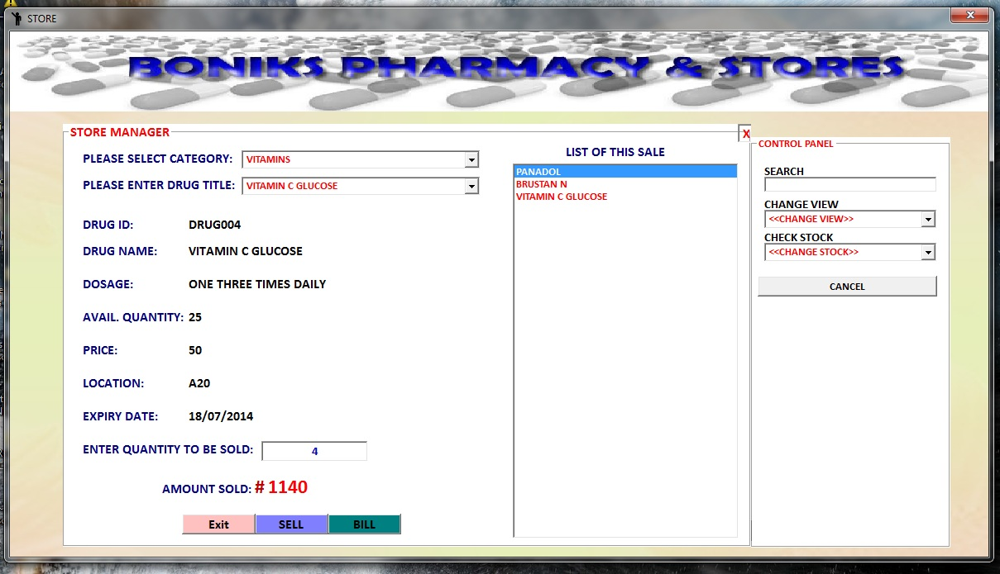 STORE
BONIKS PHARMACY & STORES
STORE MANAGER
X
PLEASE SELECT CATEGORY: VITAMINS
PLEASE ENTER DRUG TITLE: VITAMIN C GLUCOSE
DRUG ID: DRUG004
DRUG NAME: VITAMIN C GLUCOSE
DOSAGE: ONE THREE TIMES DAILY
AVAIL. QUANTITY: 25
PRICE: 50
LOCATION: A20
EXPIRY DATE: 18/07/2014
ENTER QUANTITY TO BE SOLD: 4
AMOUNT SOLD: # 1140
Exit SELL BILL
LIST OF THIS SALE
PANADOL
BRUSTAN N
VITAMIN C GLUCOSE
CONTROL PANEL
SEARCH
CHANGE VIEW
<<CHANGE VIEW>>
CHECK STOCK
<<CHANGE STOCK>>
CANCEL